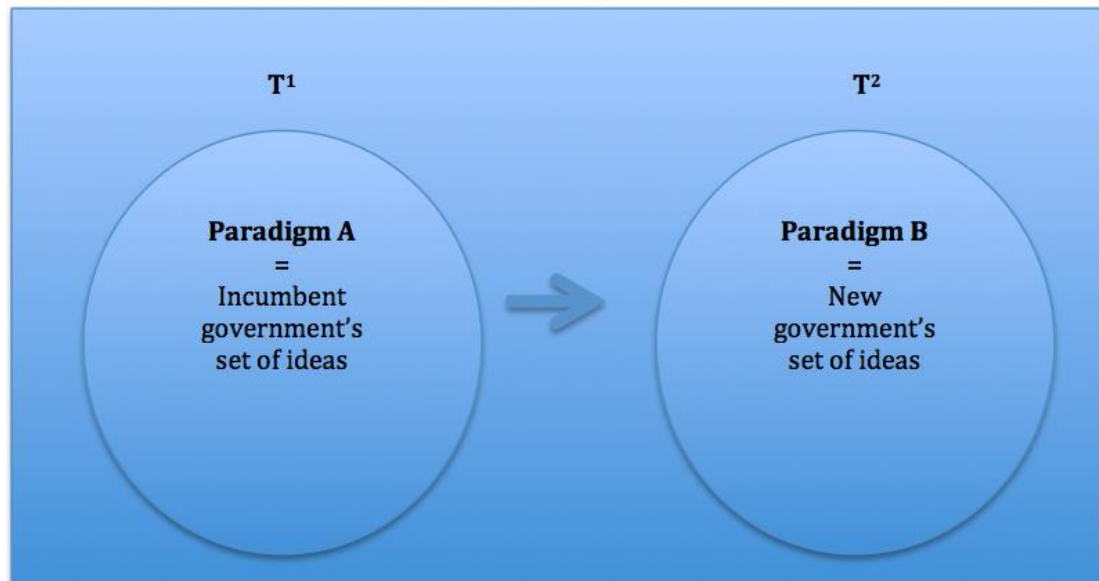 T¹
T²
Paradigm A
=
Incumbent
government’s
set of ideas
Paradigm B
=
New
government’s
set of ideas